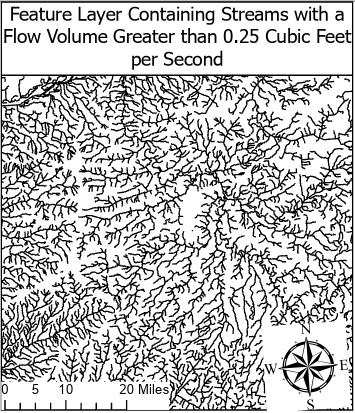 Feature Layer Containing Streams with a
Flow Volume Greater than 0.25 Cubic Feet
per Second
N
W E
S
0 5 10 20 Miles